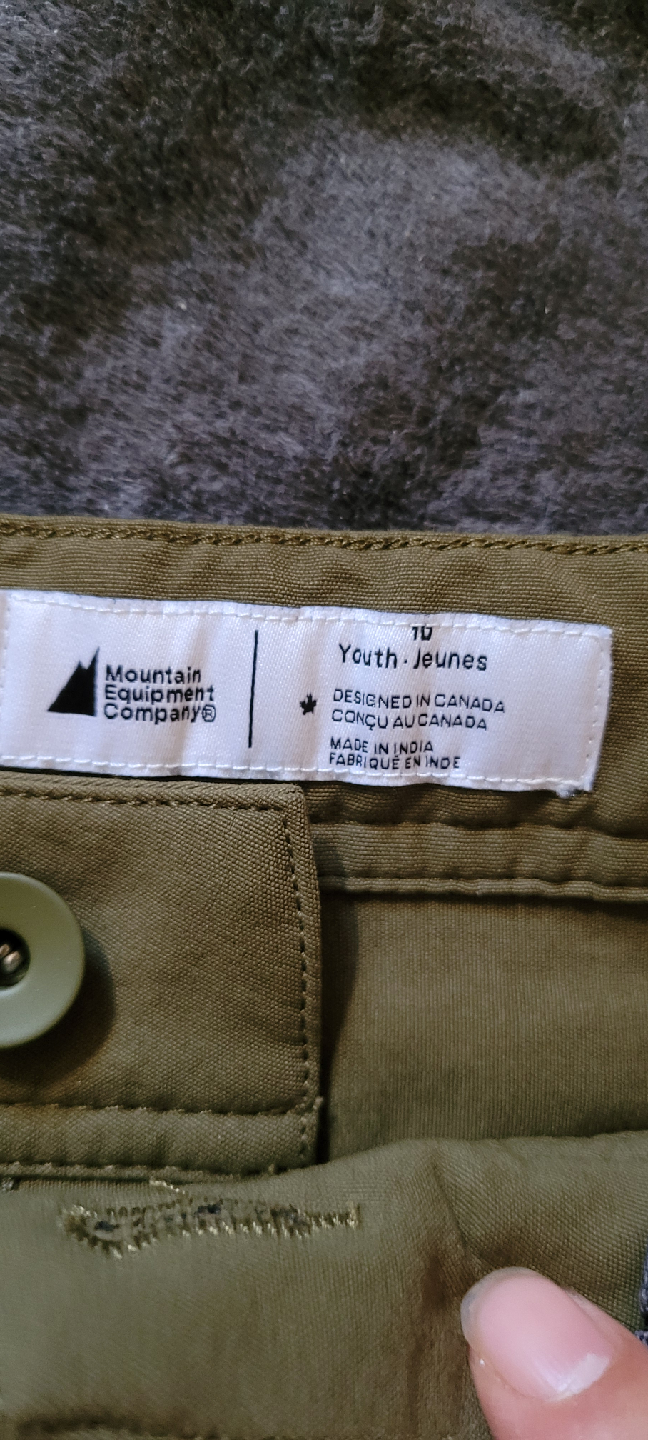 Mountain
Equipment
Company®
10
Youth · Jeunes
DESIGNED IN CANADA
CONÇU AU CANADA
MADE IN INDIA
FABRIQUÉ EN INDE